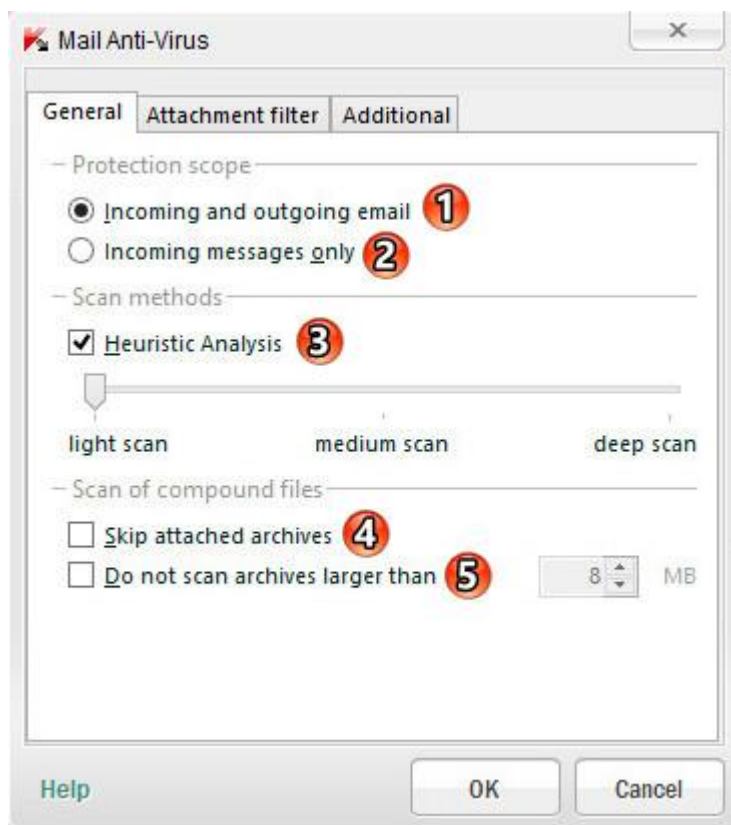 Mail Anti-Virus
General Attachment filter Additional
Protection scope
Incoming and outgoing email 1
Incoming messages only 2
Scan methods
Heuristic Analysis 3
light scan medium scan deep scan
Scan of compound files
Skip attached archives 4
Do not scan archives larger than 5 8 MB
Help OK Cancel